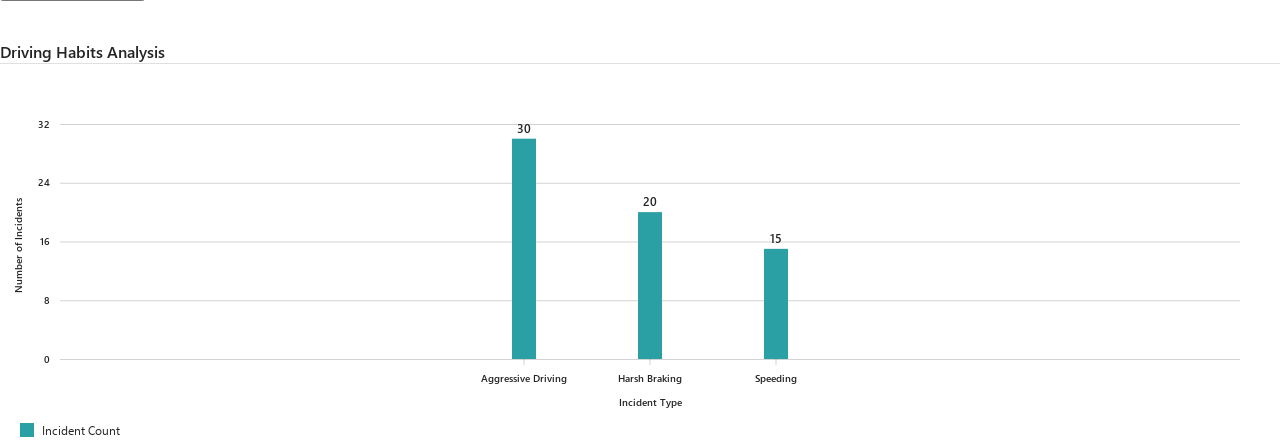 Driving Habits Analysis
32
24
16
8
0
Number of Incidents
30
20
15
Aggressive Driving
Harsh Braking
Speeding
Incident Type
Incident Count